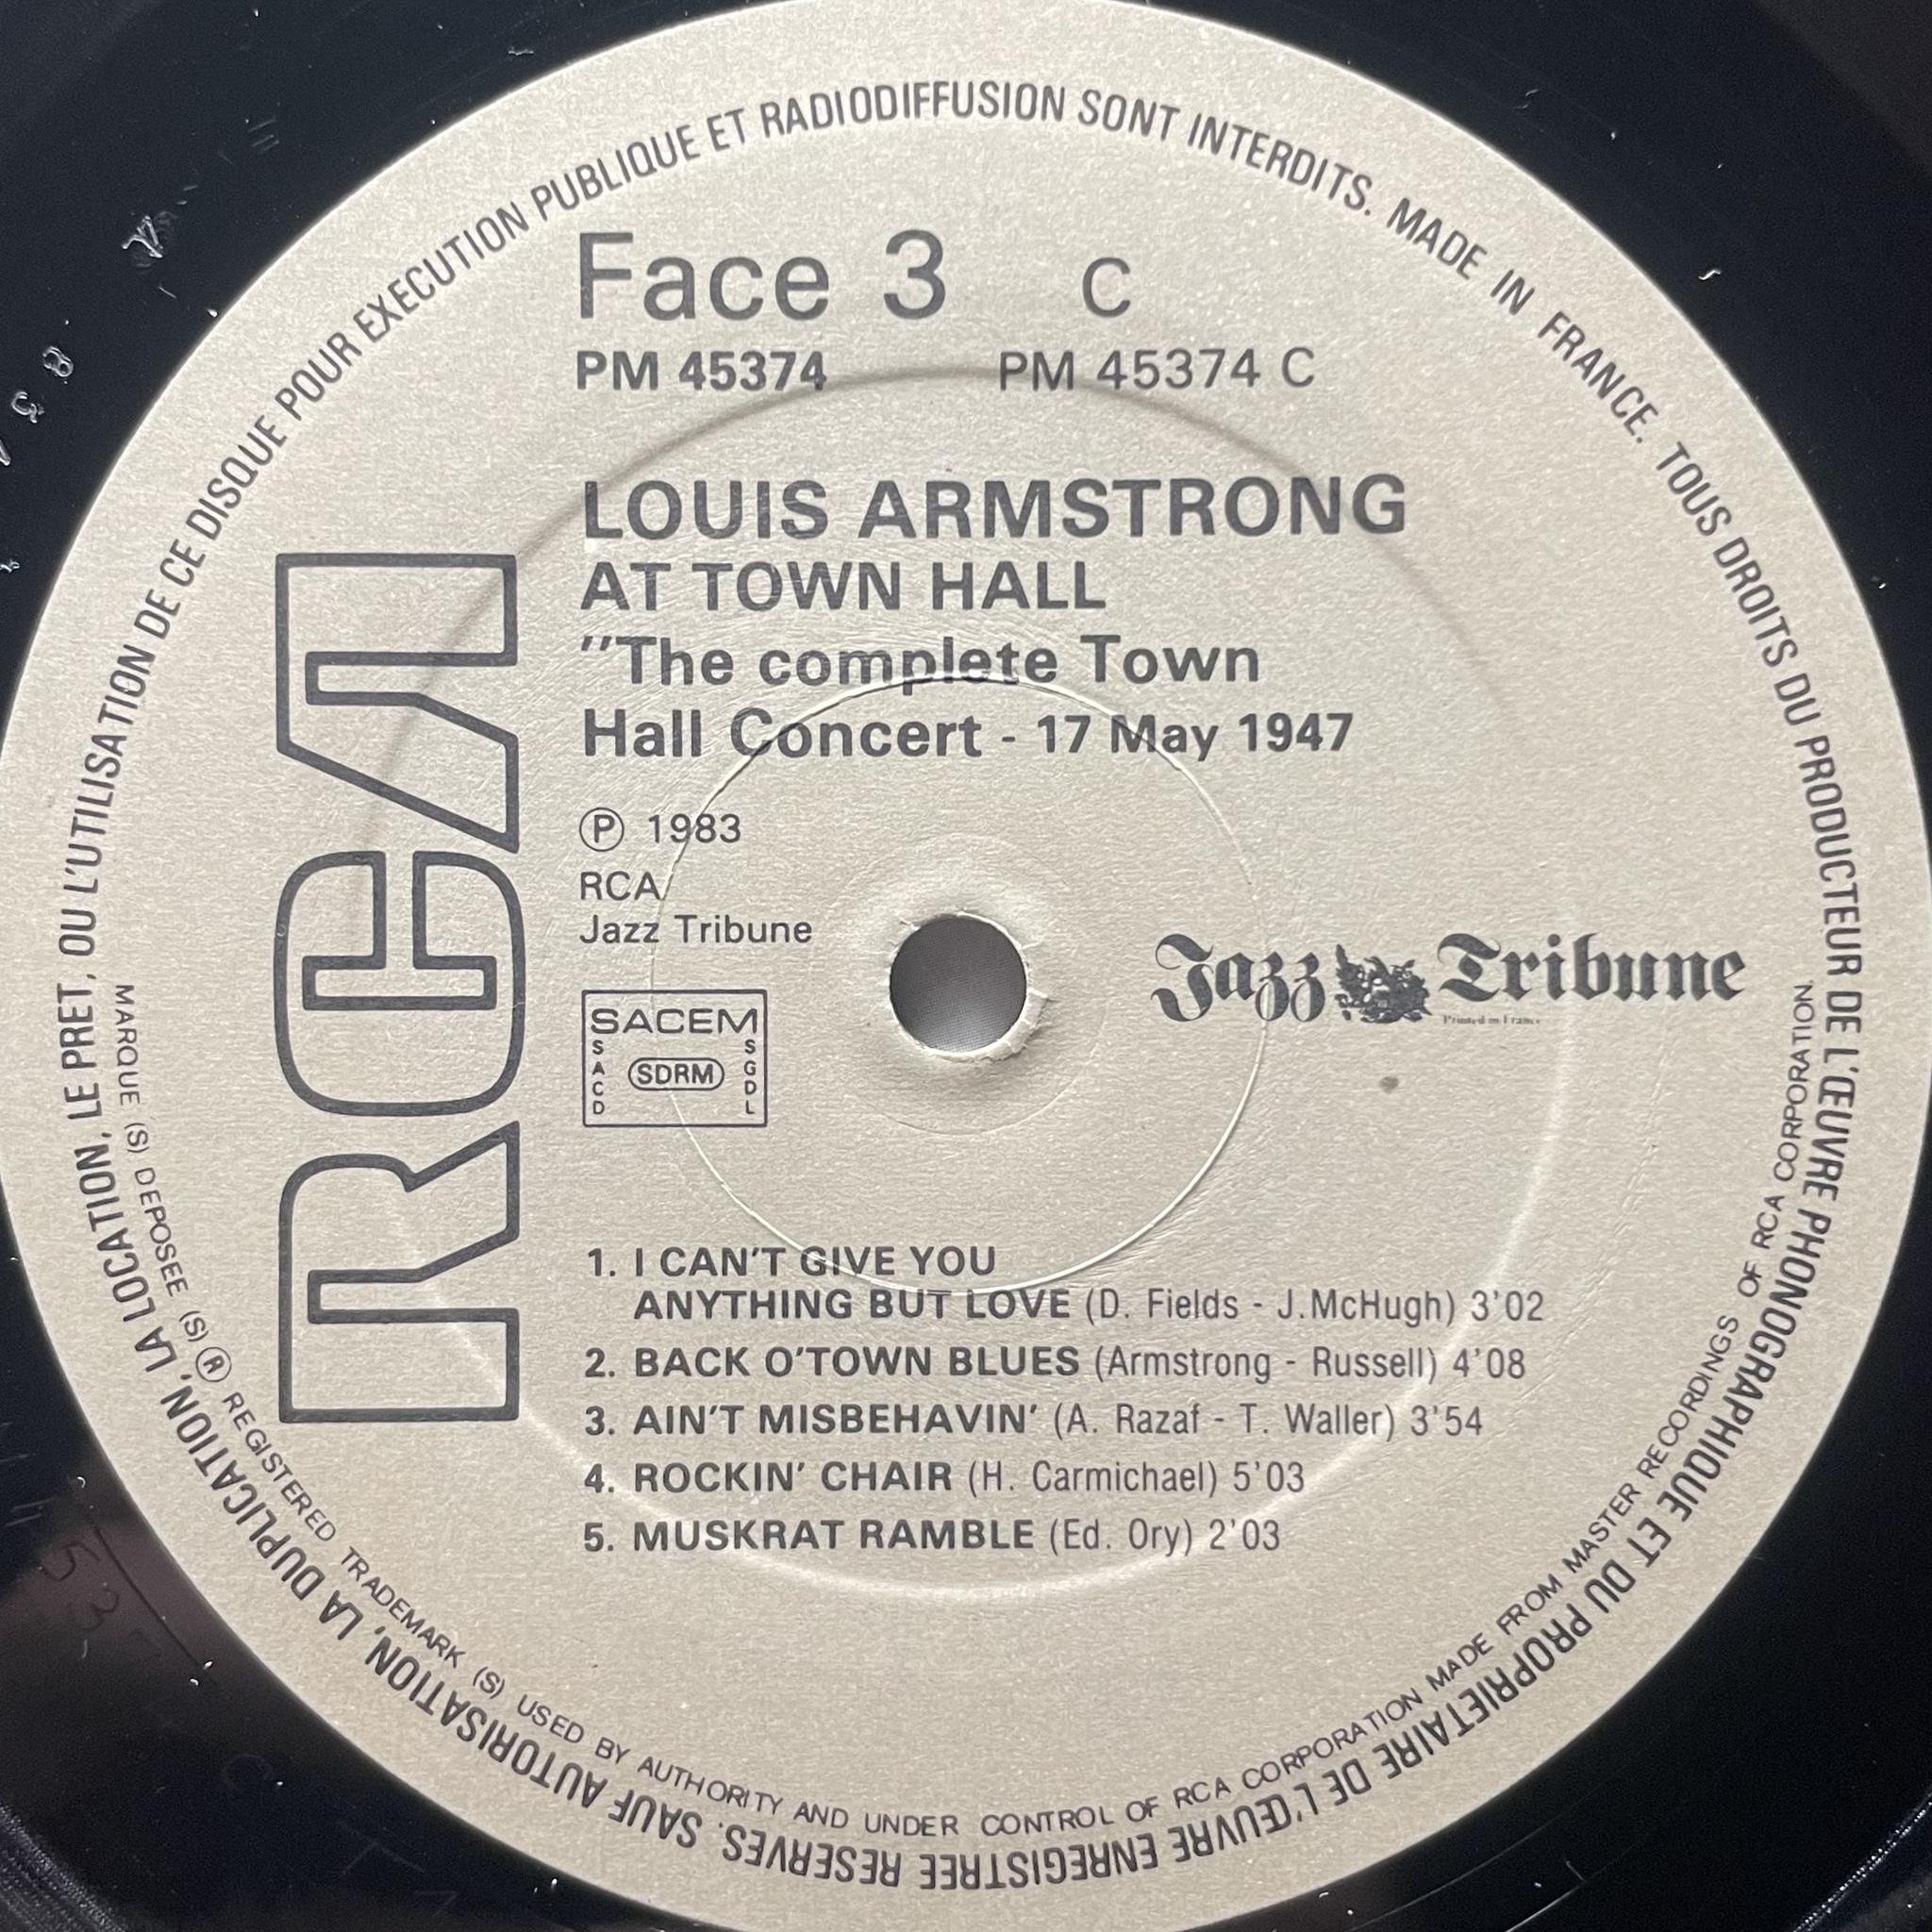 Face 3 C
PM 45374 PM 45374 C
LOUIS ARMSTRONG
AT TOWN HALL
"The complete Town
Hall Concert - 17 May 1947
Ⓟ 1983
RCA
Jazz Tribune
RCA
SACEM
SACD
SDRM
SGDL
Jazz Tribune
Printed in France
1. I CAN'T GIVE YOU
ANYTHING BUT LOVE (D. Fields - J.McHugh) 3'02
2. BACK O'TOWN BLUES (Armstrong - Russell) 4'08
3. AIN'T MISBEHAVIN' (A. Razaf - T. Waller) 3'54
4. ROCKIN' CHAIR (H. Carmichael) 5'03
5. MUSKRAT RAMBLE (Ed. Ory) 2'03
TOUS DROITS DU PRODUCTEUR DE L'ŒUVRE PHONOGRAPHIQUE ET DU PROPRIETAIRE DE L'ŒUVRE ENREGISTREE RESERVES. SAUF AUTORISATION, LA DUPLICATION, LA LOCATION, LE PRET, OU L'UTILISATION DE CE DISQUE POUR EXECUTION PUBLIQUE ET RADIODIFFUSION SONT INTERDITS. MADE IN FRANCE.
MARQUE (S) DEPOSEE (S) ® REGISTERED TRADEMARK (S) USED BY AUTHORITY AND UNDER CONTROL OF RCA CORPORATION MADE FROM MASTER RECORDINGS OF RCA CORPORATION.